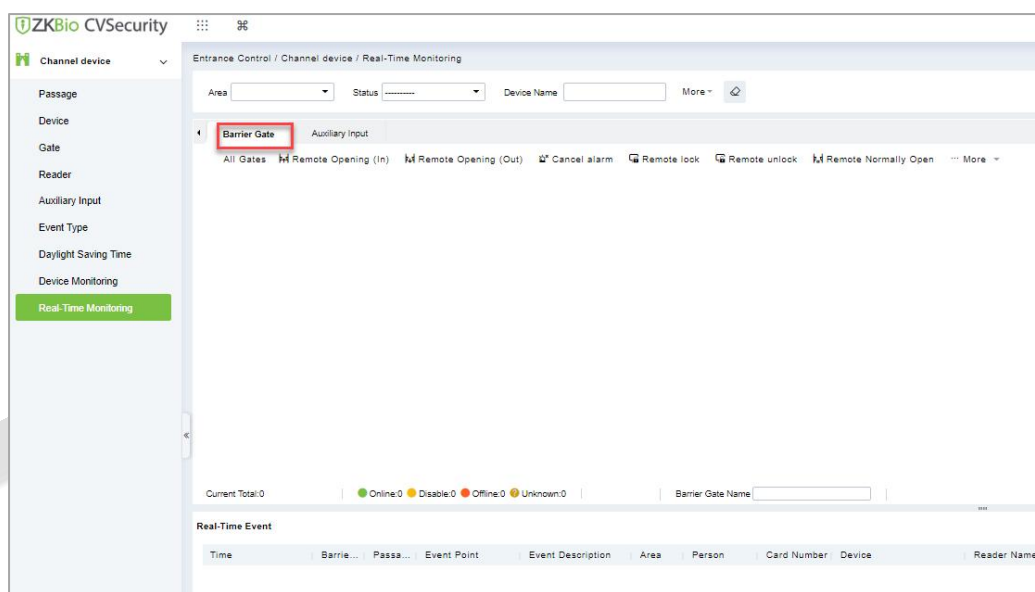 ZKBio CVSecurity
Channel device
Passage
Device
Gate
Reader
Auxiliary Input
Event Type
Daylight Saving Time
Device Monitoring
Real-Time Monitoring
Entrance Control / Channel device / Real-Time Monitoring
Area Status ---------- Device Name More
Barrier Gate Auxiliary Input
All Gates Remote Opening (In) Remote Opening (Out) Cancel alarm Remote lock Remote unlock Remote Normally Open ··· More
Current Total:0 Online:0 Disable:0 Offline:0 Unknown:0 Barrier Gate Name
Real-Time Event
Time Barrie... Passa... Event Point Event Description Area Person Card Number Device Reader Name